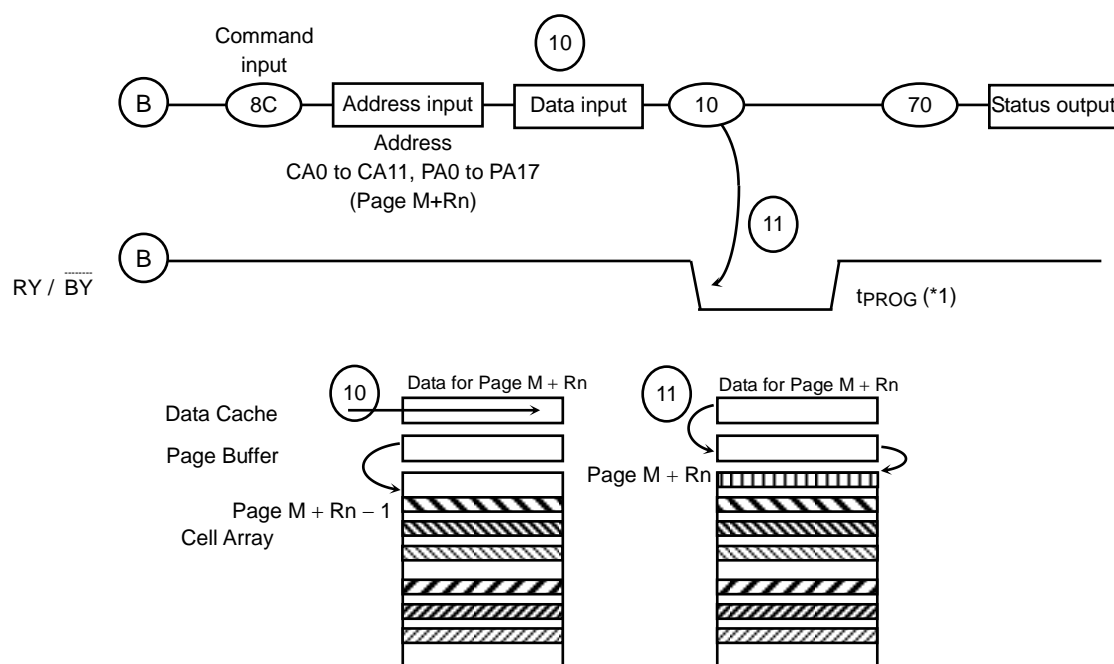 Command
input
10
B
8C
Address input
Data input
10
70
Status output
Address
CA0 to CA11, PA0 to PA17
(Page M+Rn)
11
B
RY / BY
tPROG (*1)
10
Data for Page M + Rn
11
Data for Page M + Rn
Data Cache
Page Buffer
Page M + Rn
Page M + Rn − 1
Cell Array